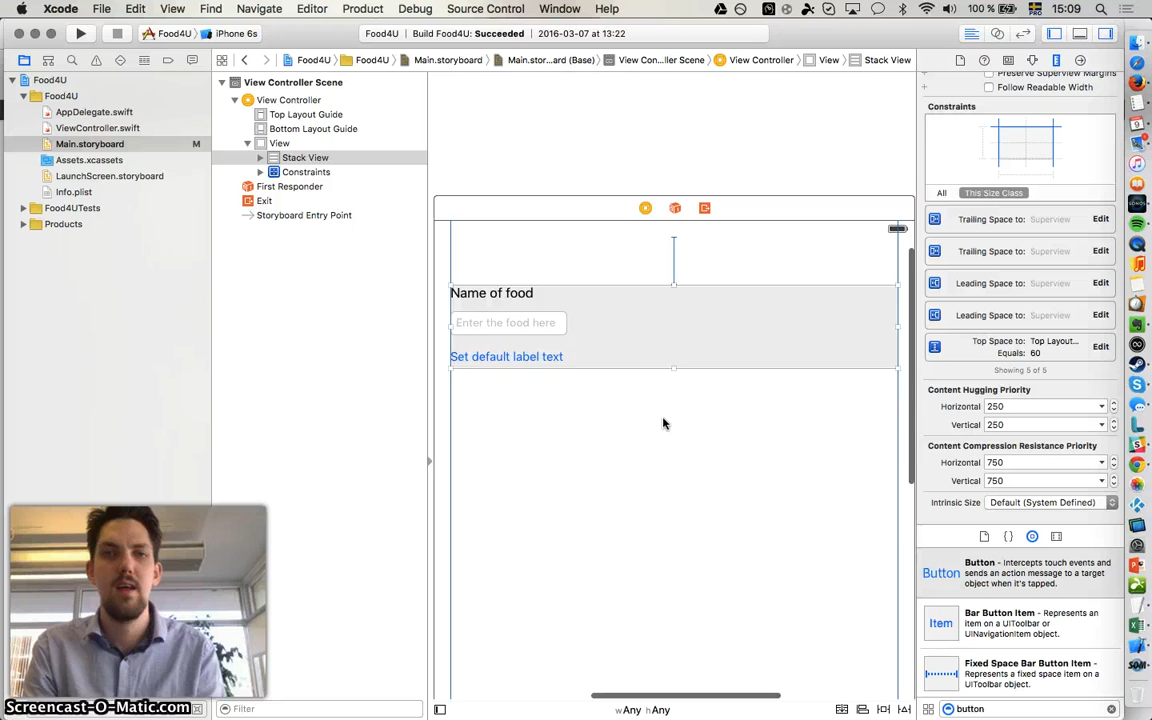 Xcode File Edit View Find Navigate Editor Product Debug Source Control Window Help 100 % 15:09
Food4U iPhone 6s
Food4U Build Food4U: Succeeded 2016-03-07 at 13:22
Food4U Food4U Main.storyboard Main.stor...ard (Base) View Controller Scene View Controller View Stack View
Food4U
Food4U
AppDelegate.swift
ViewController.swift
Main.storyboard M
Assets.xcassets
LaunchScreen.storyboard
Info.plist
Food4UTests
Products
View Controller Scene
View Controller
Top Layout Guide
Bottom Layout Guide
View
Stack View
Constraints
First Responder
Exit
Storyboard Entry Point
Name of food
Enter the food here
Set default label text
Preserve Superview Margins
Follow Readable Width
Constraints
All This Size Class
Trailing Space to: Superview Edit
Trailing Space to: Superview Edit
Leading Space to: Superview Edit
Leading Space to: Superview Edit
Top Space to: Top Layout... Edit
Equals: 60
Showing 5 of 5
Content Hugging Priority
Horizontal 250
Vertical 250
Content Compression Resistance Priority
Horizontal 750
Vertical 750
Intrinsic Size Default (System Defined)
Button Button - Intercepts touch events and
sends an action message to a target
object when it's tapped.
Item Bar Button Item - Represents an
item on a UIToolbar or
UINavigationItem object.
Fixed Space Bar Button Item -
Represents a fixed space item on a
UIToolbar object.
Screencast-O-Matic.com
Filter
wAny hAny
button